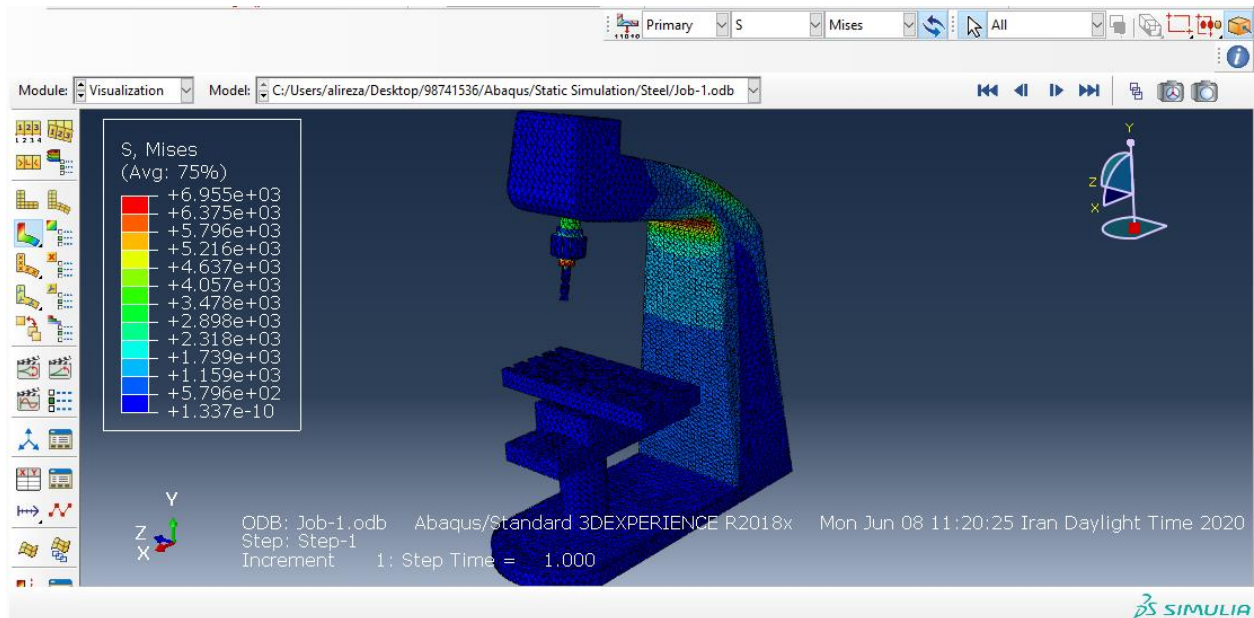 Primary S Mises All
Module: Visualization Model: C:/Users/alireza/Desktop/98741536/Abaqus/Static Simulation/Steel/Job-1.odb
S, Mises
(Avg: 75%)
+6.955e+03
+6.375e+03
+5.796e+03
+5.216e+03
+4.637e+03
+4.057e+03
+3.478e+03
+2.898e+03
+2.318e+03
+1.739e+03
+1.159e+03
+5.796e+02
+1.337e-10
Y
Z
X
Y
Z
X
ODB: Job-1.odb Abaqus/Standard 3DEXPERIENCE R2018x Mon Jun 08 11:20:25 Iran Daylight Time 2020
Step: Step-1
Increment 1: Step Time = 1.000
SIMULIA